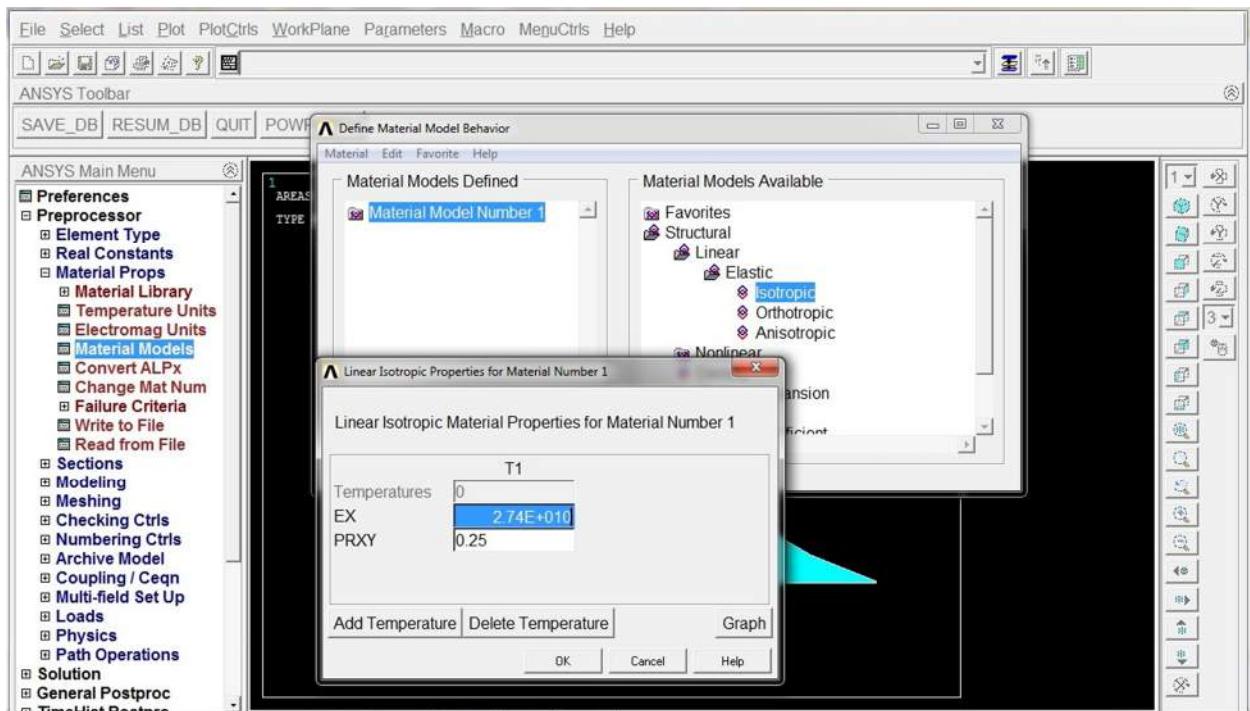 File Select List Plot PlotCtrls WorkPlane Parameters Macro MenuCtrls Help
ANSYS Toolbar
SAVE_DB RESUM_DB QUIT POWR
ANSYS Main Menu
Preferences
Preprocessor
Element Type
Real Constants
Material Props
Material Library
Temperature Units
Electromag Units
Material Models
Convert ALPx
Change Mat Num
Failure Criteria
Write to File
Read from File
Sections
Modeling
Meshing
Checking Ctrls
Numbering Ctrls
Archive Model
Coupling / Ceqn
Multi-field Set Up
Loads
Physics
Path Operations
Solution
General Postproc
TimeHist Postpro
1
AREAS
TYPE
Define Material Model Behavior
Material Edit Favorite Help
Material Models Defined
Material Model Number 1
Material Models Available
Favorites
Structural
Linear
Elastic
Isotropic
Orthotropic
Anisotropic
Nonlinear
ansion
ficient
Linear Isotropic Properties for Material Number 1
Linear Isotropic Material Properties for Material Number 1
T1
Temperatures 0
EX 2.74E+010
PRXY 0.25
Add Temperature Delete Temperature Graph
OK Cancel Help
1
3